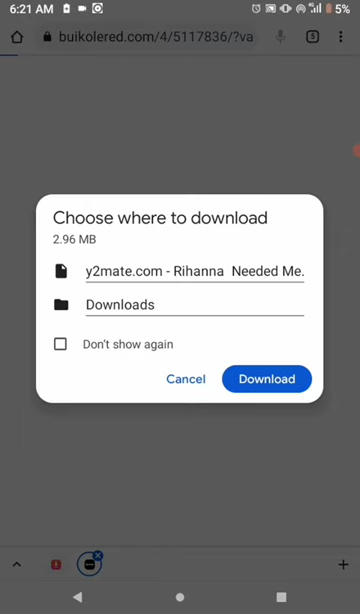 6:21 AM
5%
buikolered.com/4/5117836/?va
5
Choose where to download
2.96 MB
y2mate.com - Rihanna  Needed Me.
Downloads
Don't show again
Cancel
Download